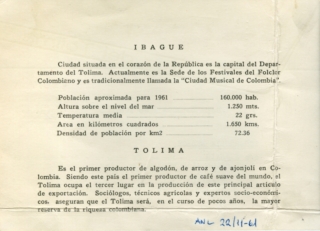 IBAGUE
Ciudad situada en el corazón de la República es la capital del Depar-
tamento del Tolima. Actualmente es la Sede de los Festivales del Folclor
Colombiano y es tradicionalmente llamada la "Ciudad Musical de Colombia".
Población aproximada para 1961 160.000 hab.
Altura sobre el nivel del mar 1.250 mts.
Temperatura media 22 grs.
Area en kilómetros cuadrados 1.630 kms.
Densidad de población por km2 72.36
TOLIMA
Es el primer productor de algodón, de arroz y de ajonjolí en Co-
lombia. Siendo este país el primer productor de café suave del mundo, el
Tolima ocupa el tercer lugar en la producción de este principal artículo
de exportación. Sociólogos, técnicos agrícolas y expertos socio-económi-
cos, aseguran que el Tolima será, en el curso de pocos años, la mayor
reserva de la riqueza colombiana.
22/11-61